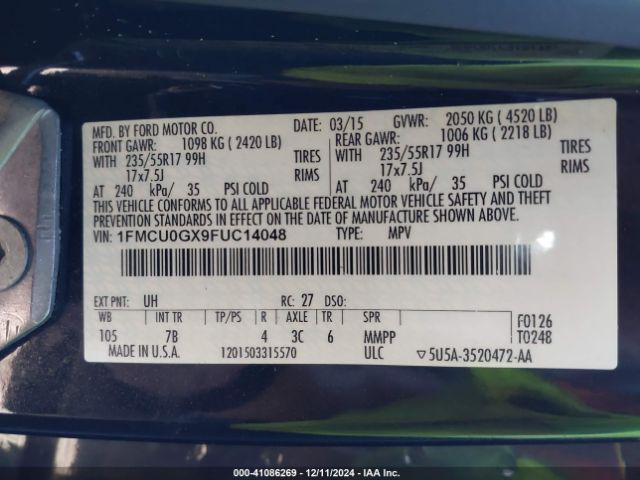 MFD. BY FORD MOTOR CO.
DATE: 03/15 GVWR: 2050 KG ( 4520 LB)
FRONT GAWR: 1098 KG ( 2420 LB) REAR GAWR: 1006 KG ( 2218 LB)
WITH 235/55R17 99H TIRES WITH 235/55R17 99H TIRES
17x7.5J RIMS 17x7.5J RIMS
AT 240 kPa/ 35 PSI COLD AT 240 kPa/ 35 PSI COLD
THIS VEHICLE CONFORMS TO ALL APPLICABLE FEDERAL MOTOR VEHICLE SAFETY AND THEFT
PREVENTION STANDARDS IN EFFECT ON THE DATE OF MANUFACTURE SHOWN ABOVE.
VIN: 1FMCU0GX9FUC14048 TYPE: MPV
EXT PNT: UH RC: 27 DSO:
WB INT TR TP/PS R AXLE TR SPR F0126
105 7B 4 3C 6 MMPP T0248
MADE IN U.S.A. 1201503315570 ULC ▽5U5A-3520472-AA
000-41086269 - 12/11/2024 - IAA Inc.